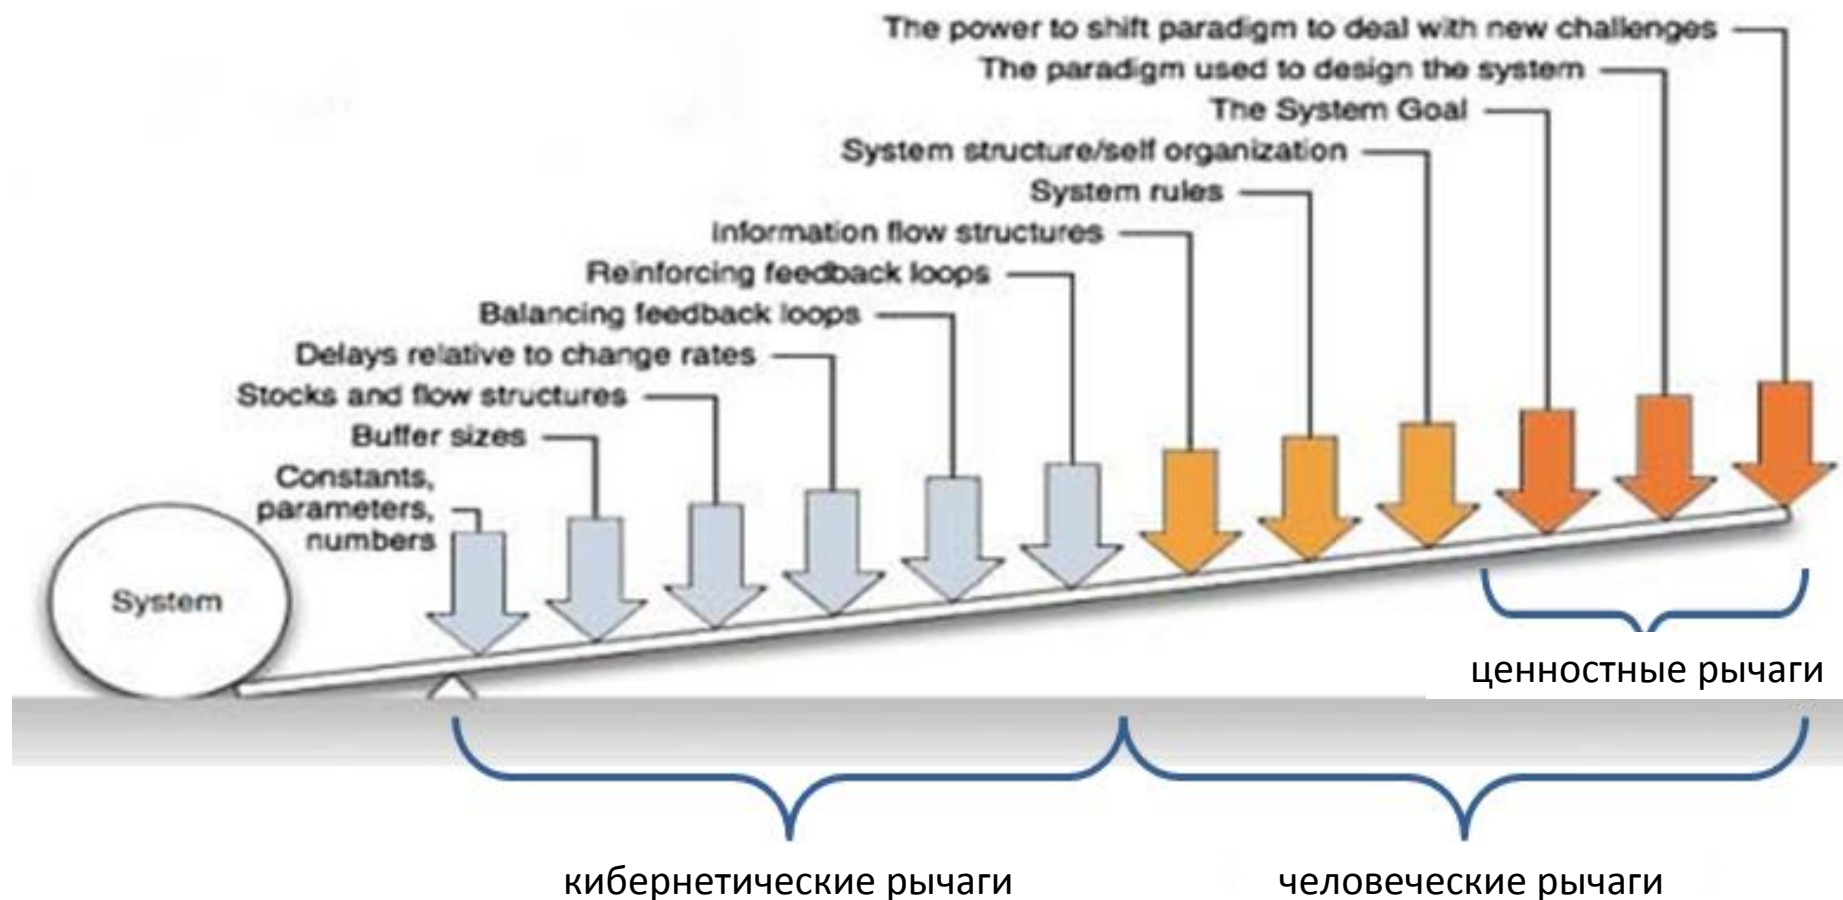 The power to shift paradigm to deal with new challenges
The paradigm used to design the system
The System Goal
System structure/self organization
System rules
Information flow structures
Reinforcing feedback loops
Balancing feedback loops
Delays relative to change rates
Stocks and flow structures
Buffer sizes
Constants,
parameters,
numbers
System
ценностные рычаги
кибернетические рычаги
человеческие рычаги